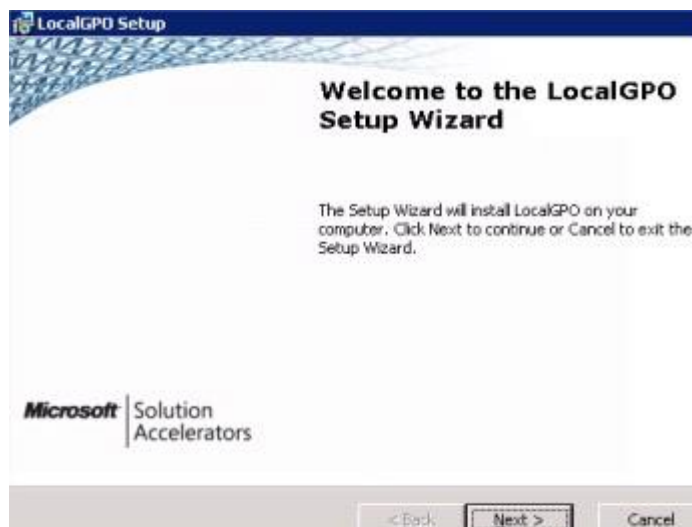 LocalGPO Setup
Welcome to the LocalGPO
Setup Wizard
The Setup Wizard will install LocalGPO on your
computer. Click Next to continue or Cancel to exit the
Setup Wizard.
Microsoft Solution
Accelerators
< Back Next > Cancel